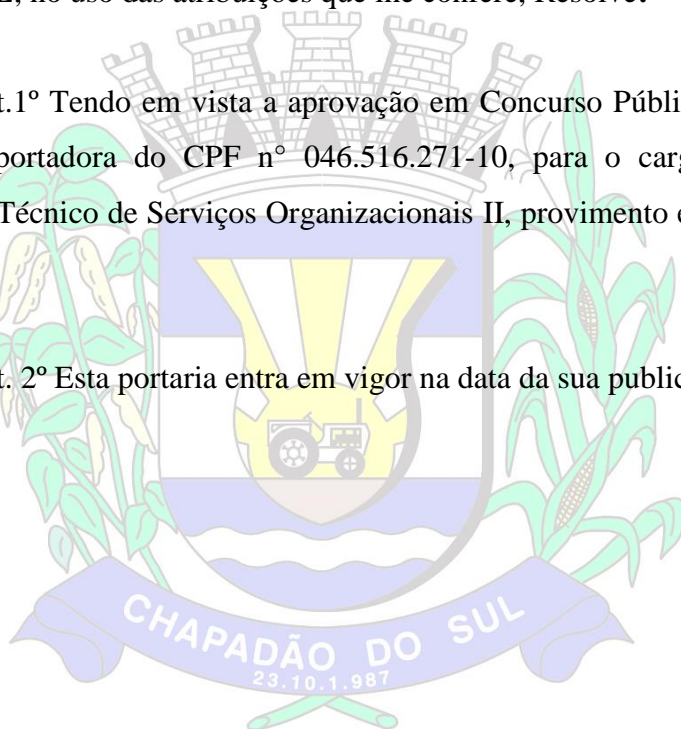 no uso das atribuições que lhe confere, Resolve:
t.1º Tendo em vista a aprovação em Concurso Públi
portadora do CPF n° 046.516.271-10, para o carg
Técnico de Serviços Organizacionais II, provimento e
t. 2º Esta portaria entra em vigor na data da sua public
CHAPADÃO DO SUL
23.10.1.987